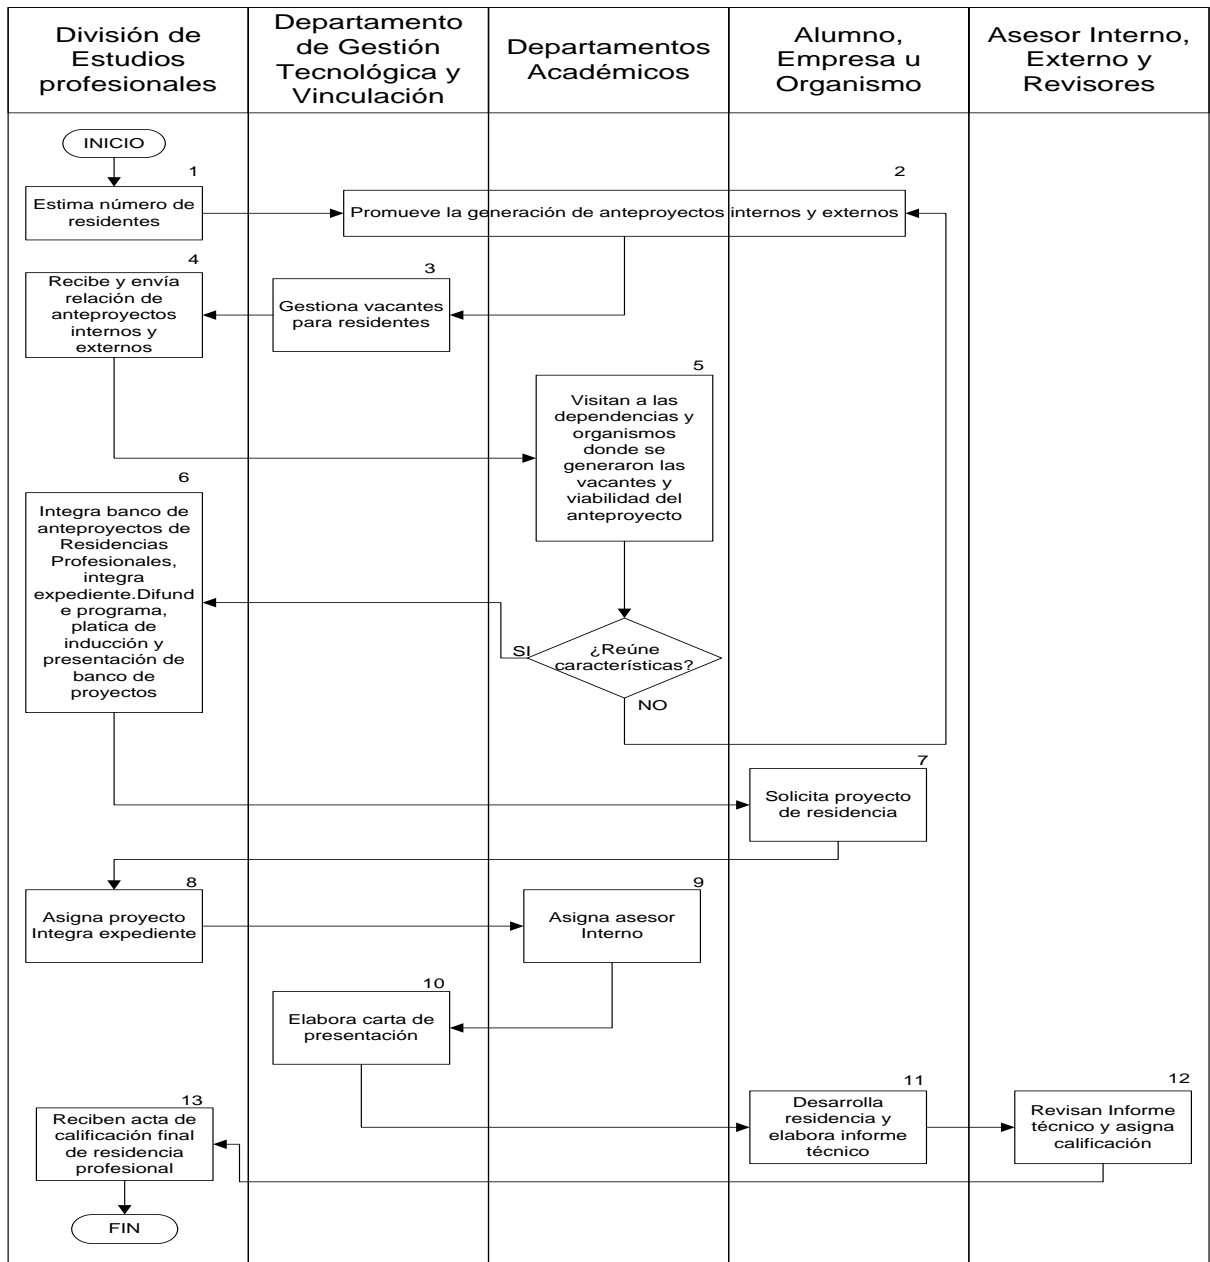 División de
Estudios
profesionales
Departamento
de Gestión
Tecnológica y
Vinculación
Departamentos
Académicos
Alumno,
Empresa u
Organismo
Asesor Interno,
Externo y
Revisores
INICIO
1
Estima número de
residentes
2
Promueve la generación de anteproyectos internos y externos
3
Gestiona vacantes
para residentes
4
Recibe y envía
relación de
anteproyectos
internos y
externos
5
Visitan a las
dependencias y
organismos
donde se
generaron las
vacantes y
viabilidad del
anteproyecto
6
Integra banco de
anteproyectos de
Residencias
Profesionales,
integra
expediente.Difund
e programa,
platica de
inducción y
presentación de
banco de
proyectos
¿Reúne
características?
SI
NO
7
Solicita proyecto
de residencia
8
Asigna proyecto
Integra expediente
9
Asigna asesor
Interno
10
Elabora carta de
presentación
11
Desarrolla
residencia y
elabora informe
técnico
12
Revisan Informe
técnico y asigna
calificación
13
Reciben acta de
calificación final
de residencia
profesional
FIN